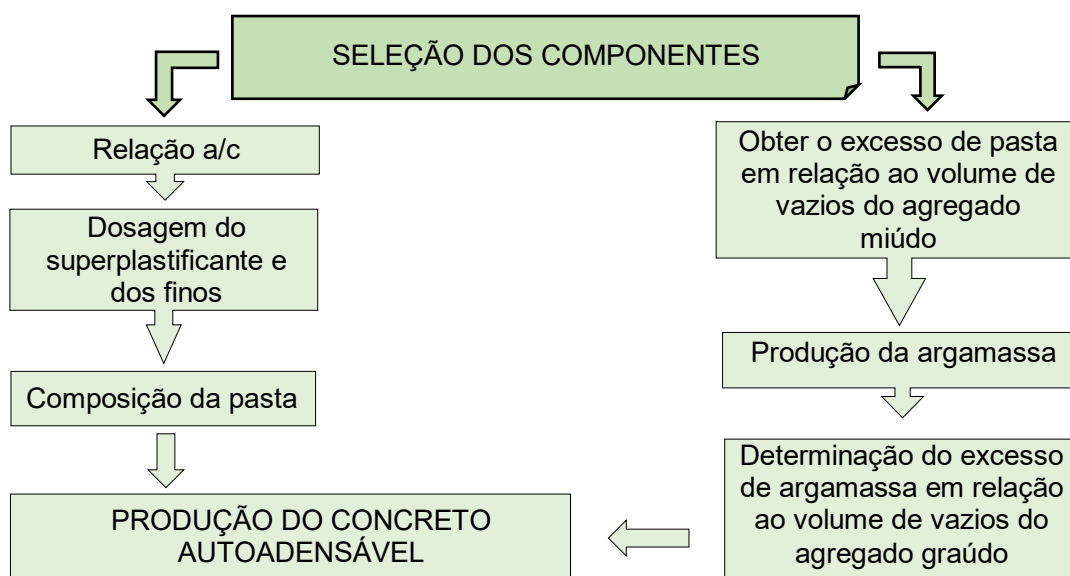 SELEÇÃO DOS COMPONENTES
Relação a/c
Dosagem do
superplastificante e
dos finos
Composição da pasta
Obter o excesso de pasta
em relação ao volume de
vazios do agregado
miúdo
Produção da argamassa
Determinação do excesso
de argamassa em relação
ao volume de vazios do
agregado graúdo
PRODUÇÃO DO CONCRETO
AUTOADENSÁVEL